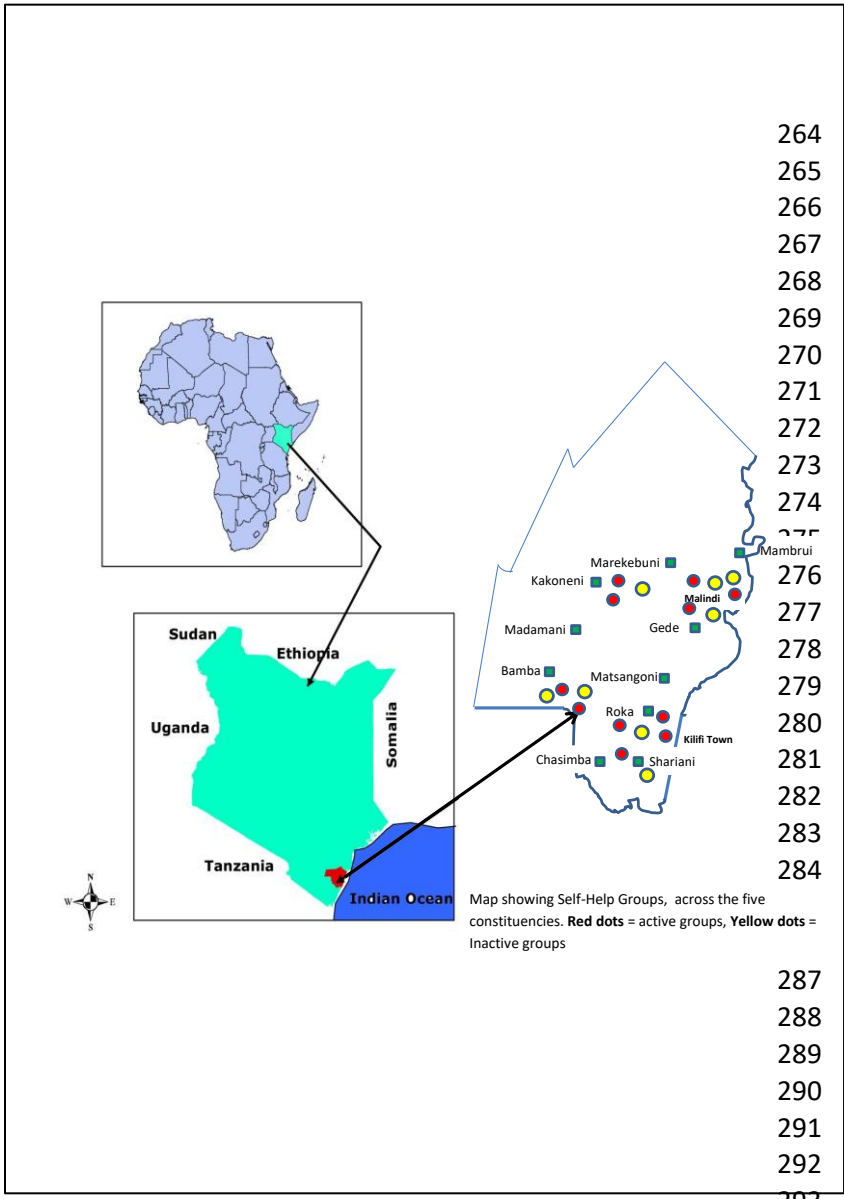 264
265
266
267
268
269
270
271
272
273
274
275
276
277
278
279
280
281
282
283
284
287
288
289
290
291
292
293
Sudan
Ethiopia
Somalia
Uganda
Tanzania
Indian Ocean
N
W
E
S
Mambrui
Marekebuni
Kakoneni
Malindi
Madamani
Gede
Bamba
Matsangoni
Roka
Kilifi Town
Chasimba
Shariani
Map showing Self-Help Groups, across the five
constituencies. Red dots = active groups, Yellow dots =
Inactive groups